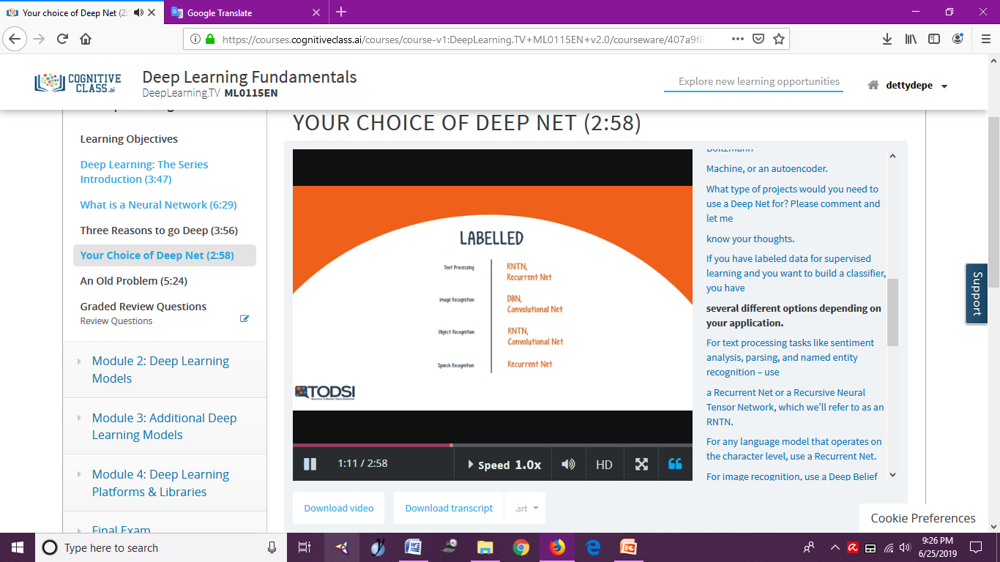 Your choice of Deep Net (2:5
Google Translate
https://courses.cognitiveclass.ai/courses/course-v1:DeepLearning.TV+ML0115EN+v2.0/courseware/407a9f8
COGNITIVE
CLASS.ai
Deep Learning Fundamentals
DeepLearning.TV ML0115EN
Explore new learning opportunities
dettydepe
Learning Objectives
Deep Learning: The Series
Introduction (3:47)
What is a Neural Network (6:29)
Three Reasons to go Deep (3:56)
Your Choice of Deep Net (2:58)
An Old Problem (5:24)
Graded Review Questions
Review Questions
Module 2: Deep Learning
Models
Module 3: Additional Deep
Learning Models
Module 4: Deep Learning
Platforms & Libraries
Final Exam
YOUR CHOICE OF DEEP NET (2:58)
LABELLED
Text Processing
RNTN,
Recurrent Net
Image Recognition
DBN,
Convolutional Net
Object Recognition
RNTN,
Convolutional Net
Speech Recognition
Recurrent Net
TODSI
1:11 / 2:58
Speed 1.0x
HD
Boltzmann
Machine, or an autoencoder.
What type of projects would you need to
use a Deep Net for? Please comment and
let me
know your thoughts.
If you have labeled data for supervised
learning and you want to build a classifier,
you have
several different options depending on
your application.
For text processing tasks like sentiment
analysis, parsing, and named entity
recognition – use
a Recurrent Net or a Recursive Neural
Tensor Network, which we'll refer to as an
RNTN.
For any language model that operates on
the character level, use a Recurrent Net.
For image recognition, use a Deep Belief
Download video
Download transcript
.srt
Support
Cookie Preferences
Type here to search
9:26 PM
6/25/2019